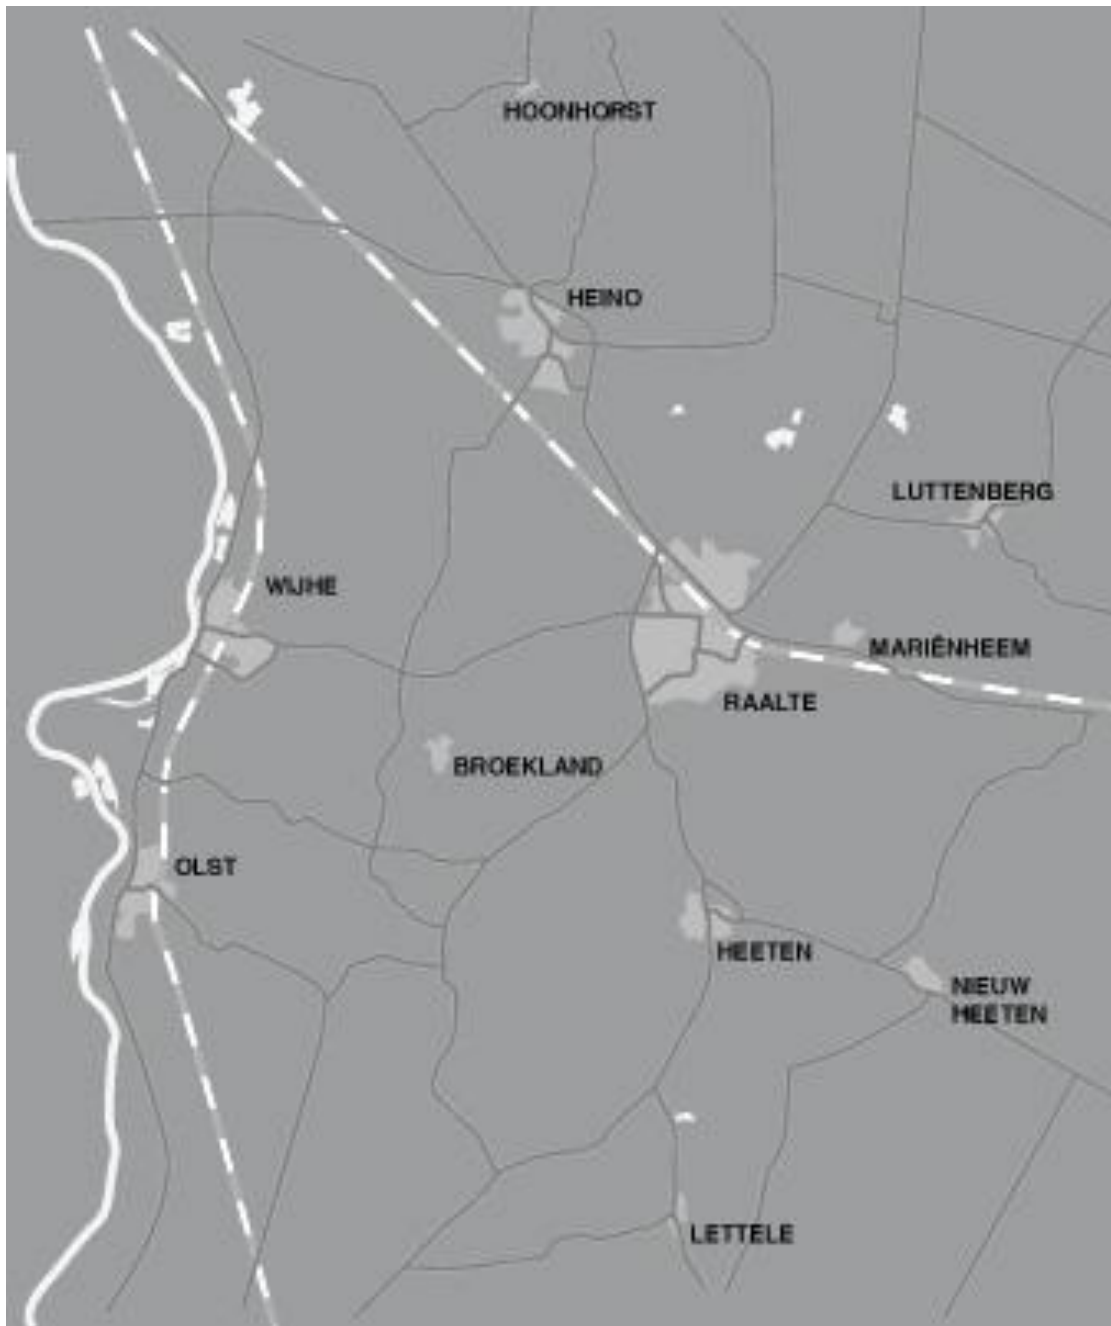 HOONHORST
HEINO
LUTTENBERG
WIJHE
MARIËNHEEM
RAALTE
BROEKLAND
OLST
HEETEN
NIEUW
HEETEN
LETTELE